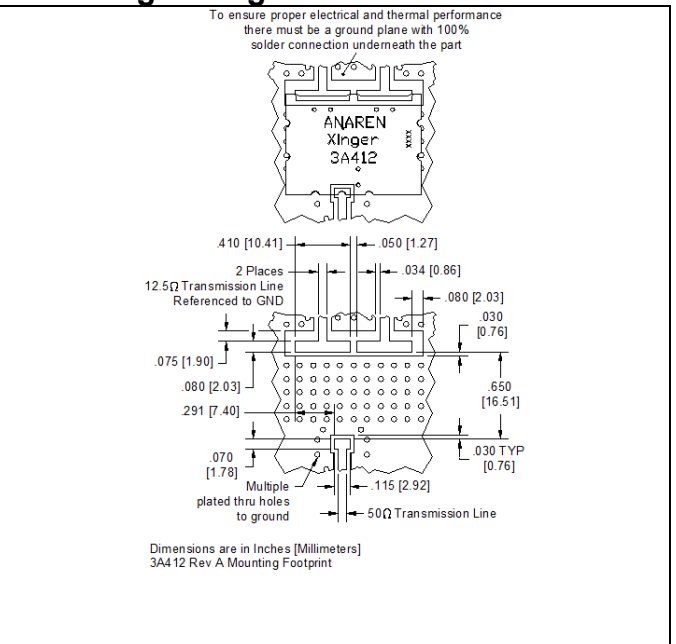 To ensure proper electrical and thermal performance
there must be a ground plane with 100%
solder connection underneath the part
ANAREN
Xinger
3A412
XXXX
.410 [10.41]
.050 [1.27]
2 Places
.034 [0.86]
12.5Ω Transmission Line
Referenced to GND
.080 [2.03]
.030
[0.76]
.075 [1.90]
.080 [2.03]
.650
[16.51]
.291 [7.40]
.070
[1.78]
.030 TYP
[0.76]
Multiple
plated thru holes
to ground
.115 [2.92]
50Ω Transmission Line
Dimensions are in Inches [Millimeters]
3A412 Rev A Mounting Footprint